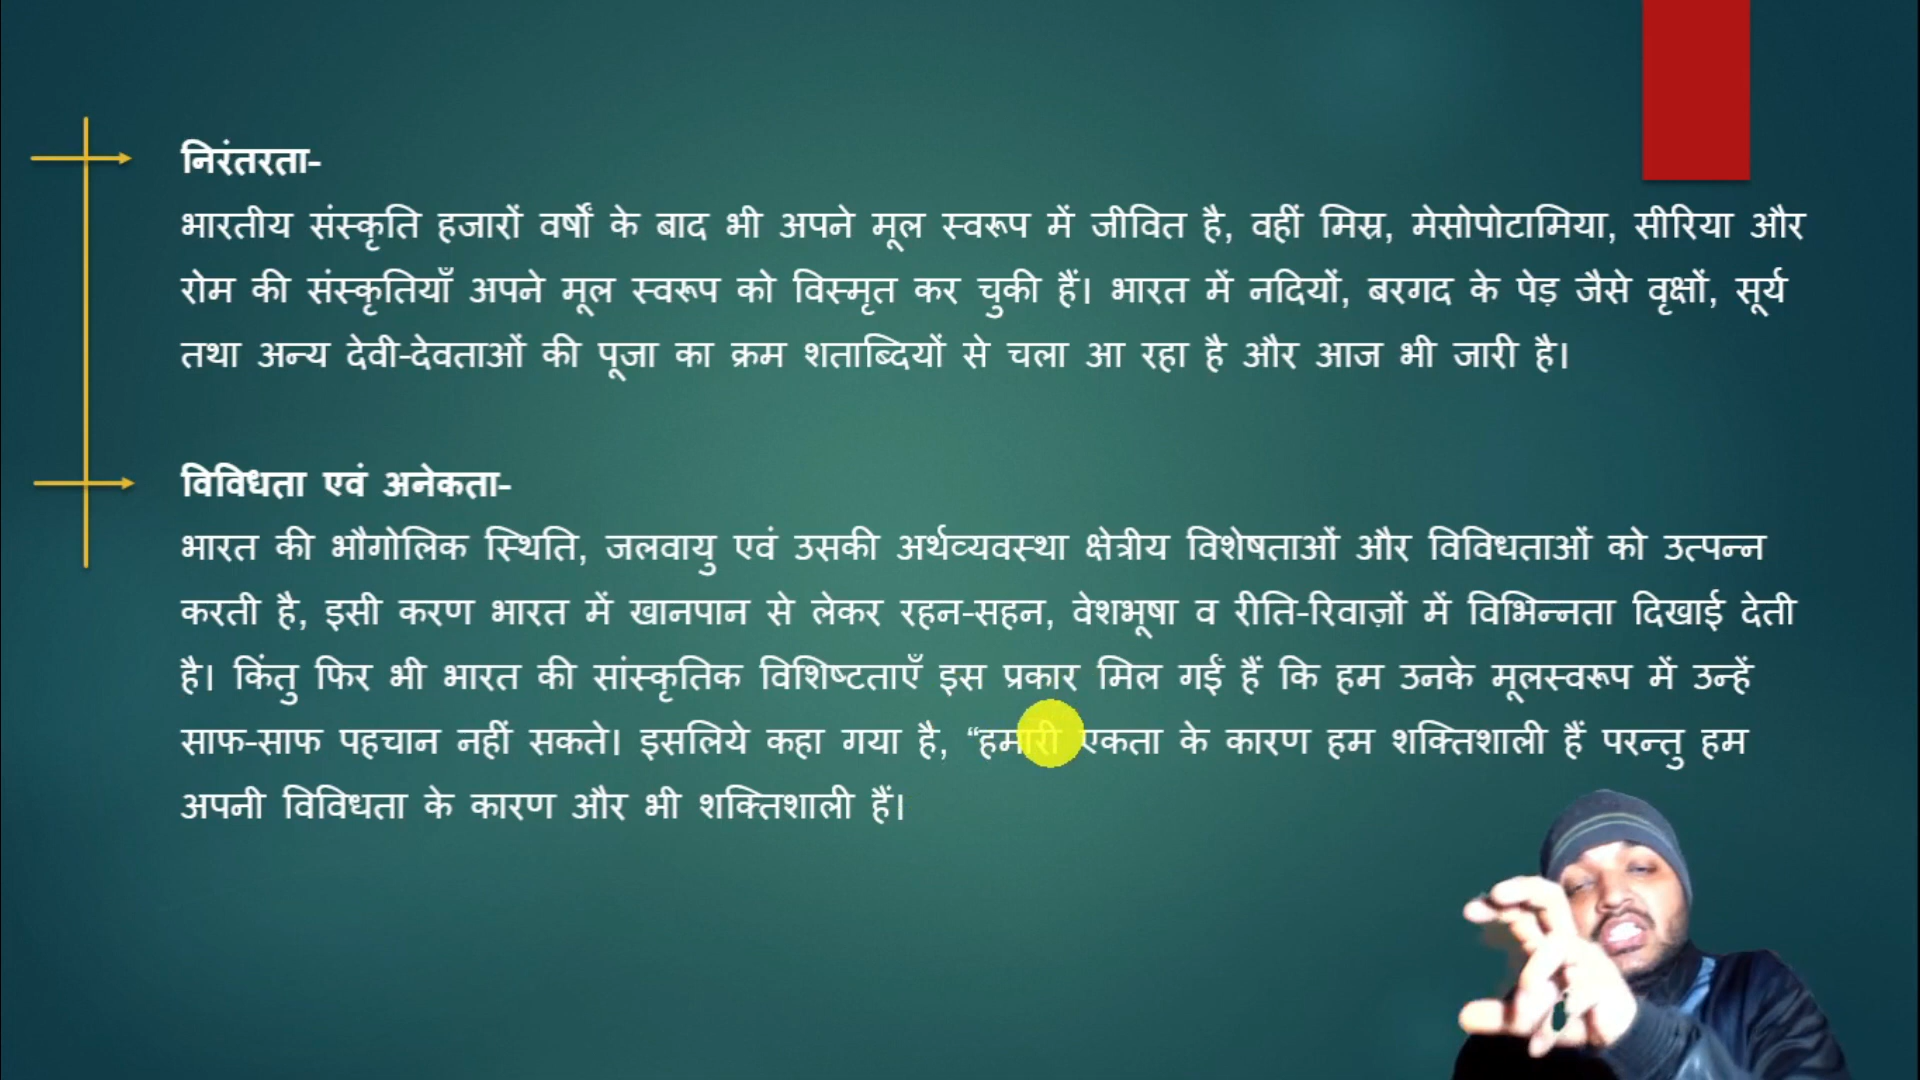 निरंतरता-
भारतीय संस्कृति हजारों वर्षों के बाद भी अपने मूल स्वरूप में जीवित है, वहीं मिस्र, मेसोपोटामिया, सीरिया और
रोम की संस्कृतियाँ अपने मूल स्वरूप को विस्मृत कर चुकी हैं। भारत में नदियों, बरगद के पेड़ जैसे वृक्षों, सूर्य
तथा अन्य देवी-देवताओं की पूजा का क्रम शताब्दियों से चला आ रहा है और आज भी जारी है।
विविधता एवं अनेकता-
भारत की भौगोलिक स्थिति, जलवायु एवं उसकी अर्थव्यवस्था क्षेत्रीय विशेषताओं और विविधताओं को उत्पन्न
करती है, इसी करण भारत में खानपान से लेकर रहन-सहन, वेशभूषा व रीति-रिवाज़ों में विभिन्नता दिखाई देती
है। किंतु फिर भी भारत की सांस्कृतिक विशिष्टताएँ इस प्रकार मिल गई हैं कि हम उनके मूलस्वरूप में उन्हें
साफ-साफ पहचान नहीं सकते। इसलिये कहा गया है, “हमारी एकता के कारण हम शक्तिशाली हैं परन्तु हम
अपनी विविधता के कारण और भी शक्तिशाली हैं।